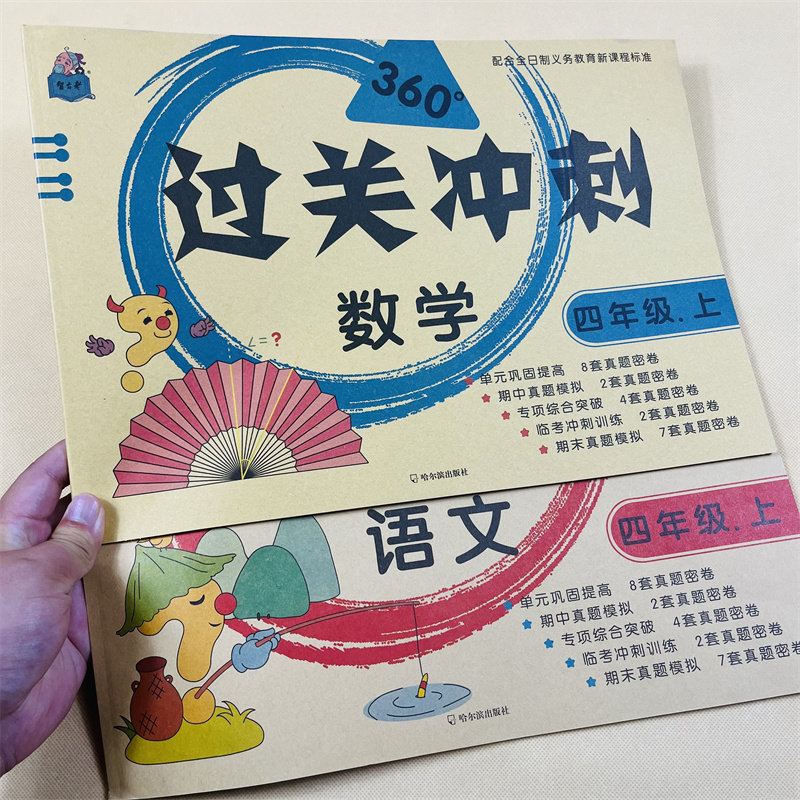 智古老
配合全日制义务教育新课程标准
360°
过关冲刺
数学
四年级.上
∠=?
单元巩固提高 8套真题密卷
期中真题模拟 2套真题密卷
专项综合突破 4套真题密卷
临考冲刺训练 2套真题密卷
期末真题模拟 7套真题密卷
哈尔滨出版社
语文
四年级.上
单元巩固提高 8套真题密卷
期中真题模拟 2套真题密卷
专项综合突破 4套真题密卷
临考冲刺训练 2套真题密卷
期末真题模拟 7套真题密卷
哈尔滨出版社